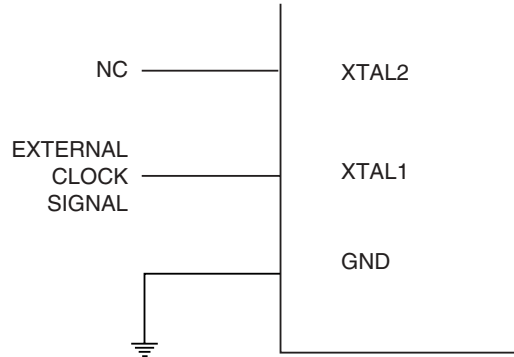 NC
XTAL2
EXTERNAL
CLOCK
SIGNAL
XTAL1
GND